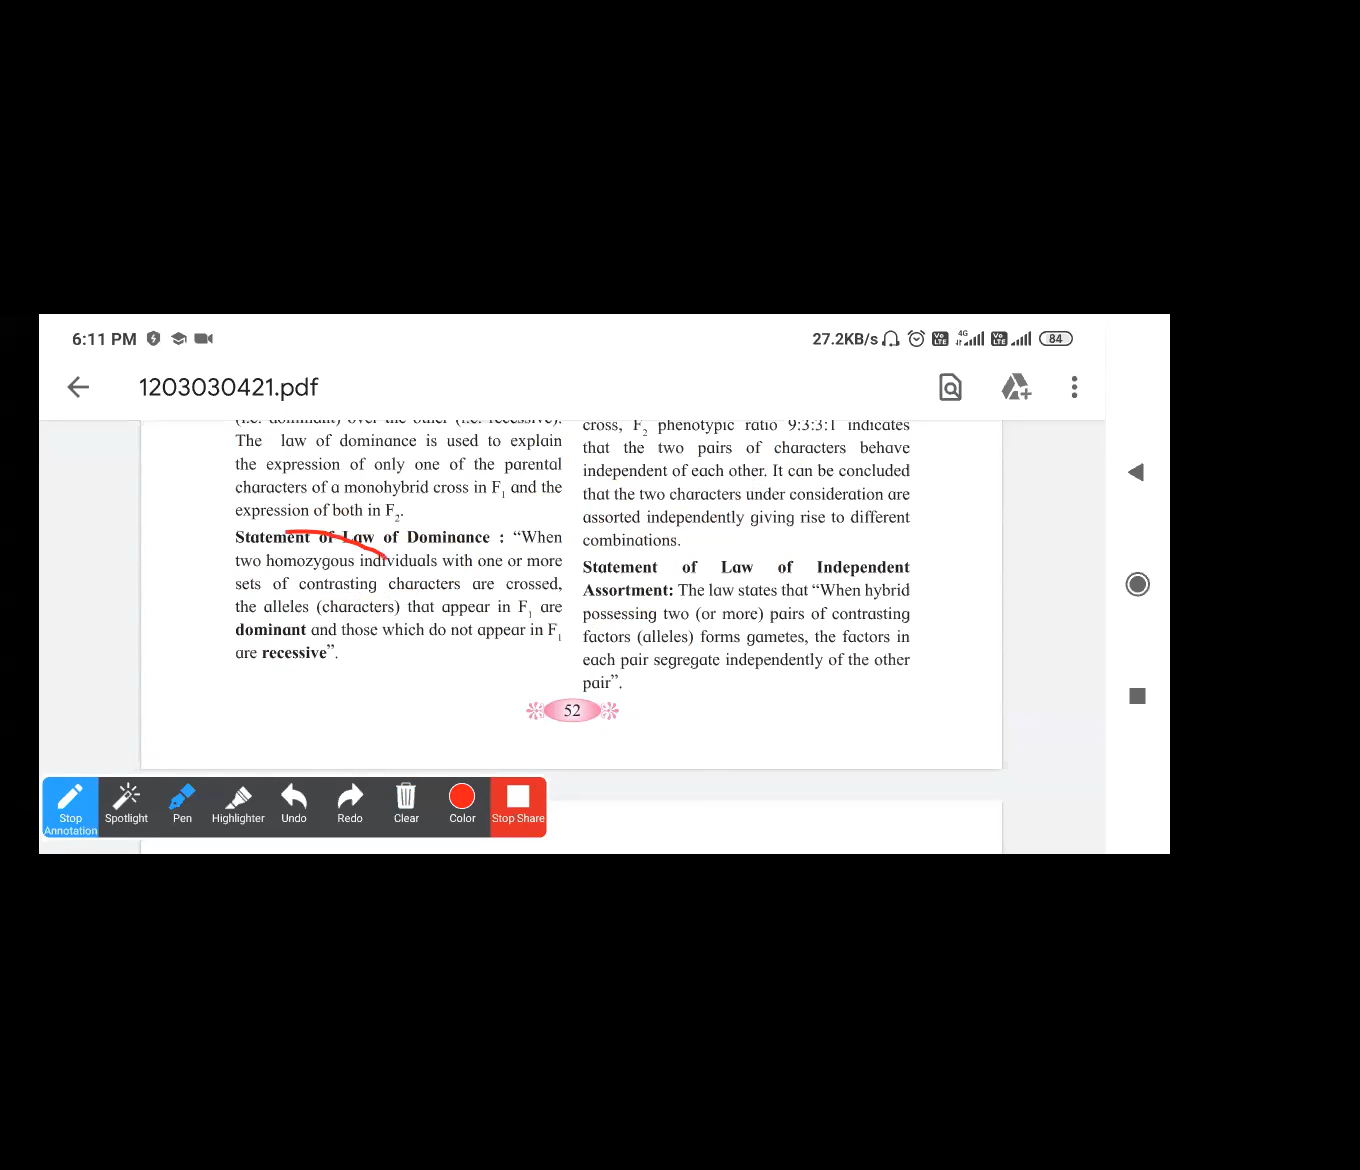 6:11 PM
27.2KB/s
4G
84
1203030421.pdf
(i.e. dominant) over the other (i.e. recessive).
The law of dominance is used to explain
the expression of only one of the parental
characters of a monohybrid cross in F1 and the
expression of both in F2.
Statement of Law of Dominance : “When
two homozygous individuals with one or more
sets of contrasting characters are crossed,
the alleles (characters) that appear in F1 are
dominant and those which do not appear in F1
are recessive”.
cross, F2 phenotypic ratio 9:3:3:1 indicates
that the two pairs of characters behave
independent of each other. It can be concluded
that the two characters under consideration are
assorted independently giving rise to different
combinations.
Statement of Law of Independent
Assortment: The law states that “When hybrid
possessing two (or more) pairs of contrasting
factors (alleles) forms gametes, the factors in
each pair segregate independently of the other
pair”.
52
Stop Annotation
Spotlight
Pen
Highlighter
Undo
Redo
Clear
Color
Stop Share